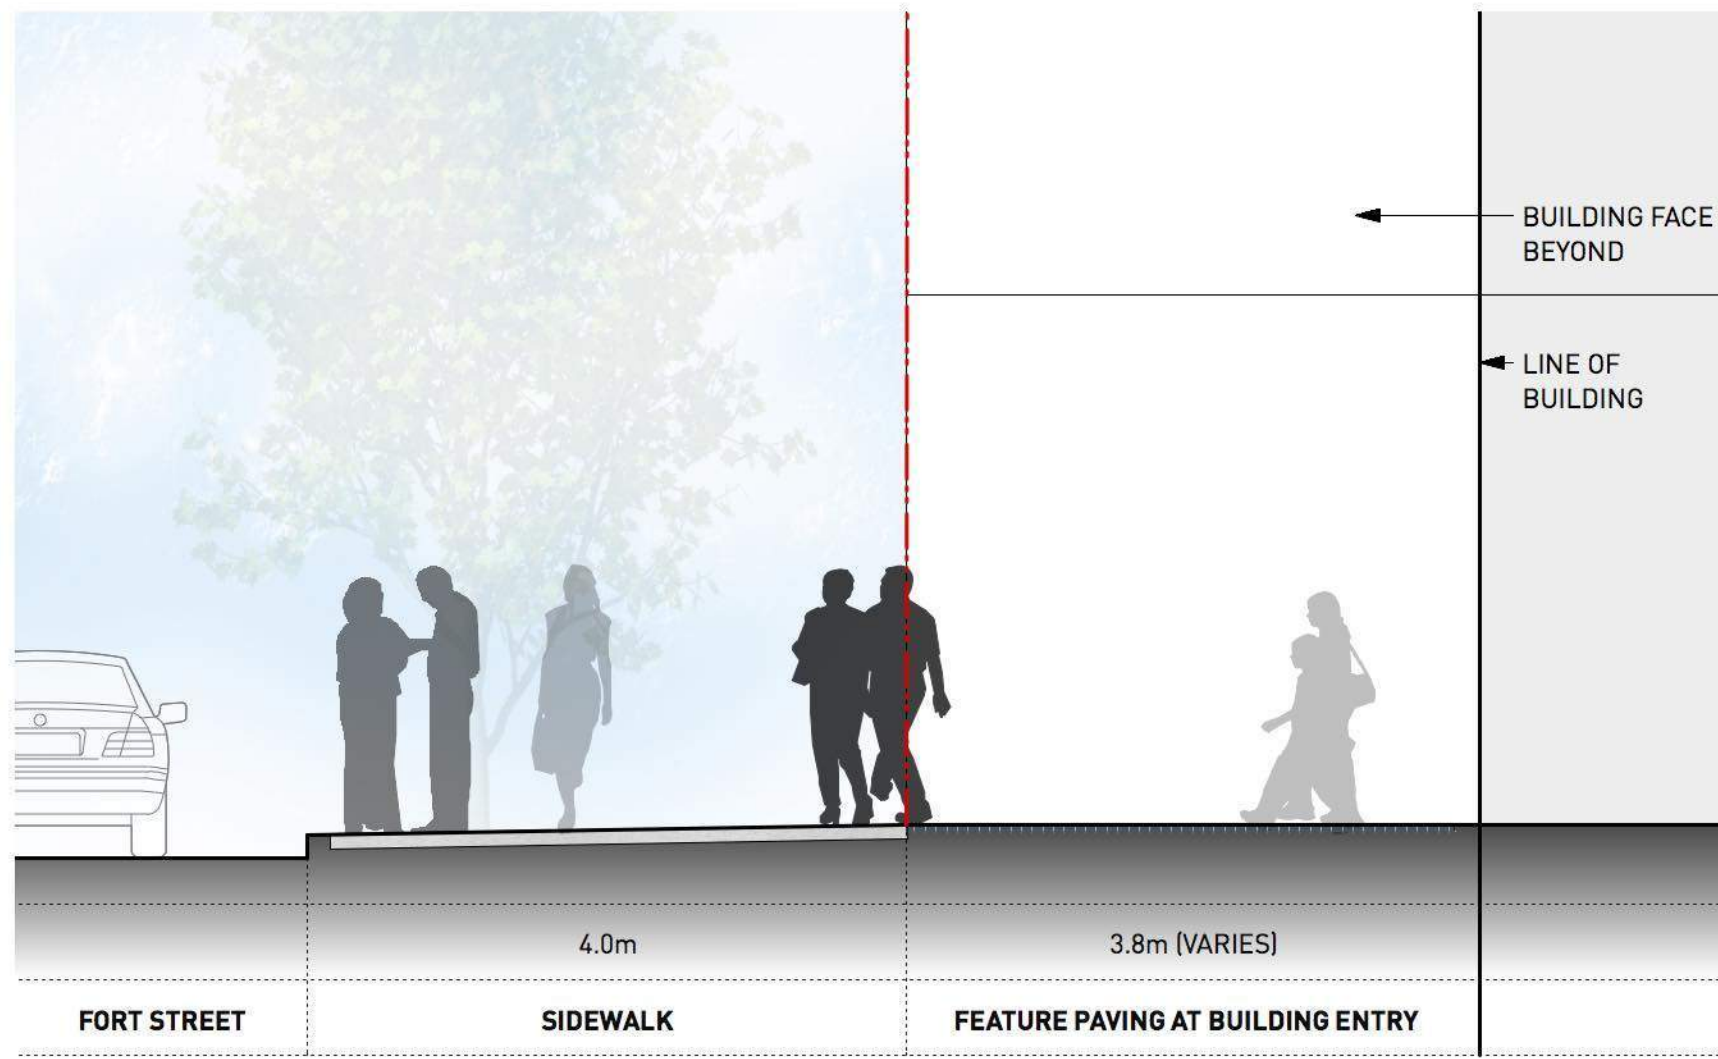 BUILDING FACE
BEYOND
LINE OF
BUILDING
4.0m
3.8m (VARIES)
FORT STREET
SIDEWALK
FEATURE PAVING AT BUILDING ENTRY